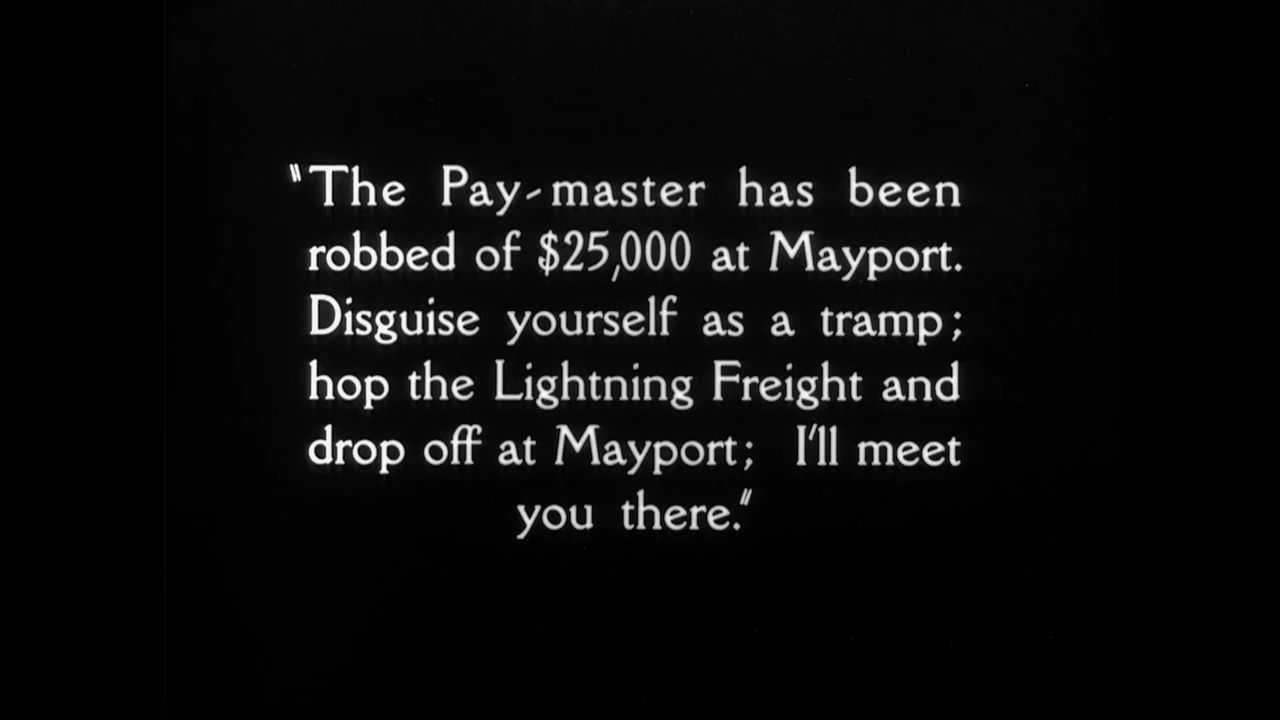 "The Pay-master has been
robbed of $25,000 at Mayport.
Disguise yourself as a tramp;
hop the Lightning Freight and
drop off at Mayport; I'll meet
you there."